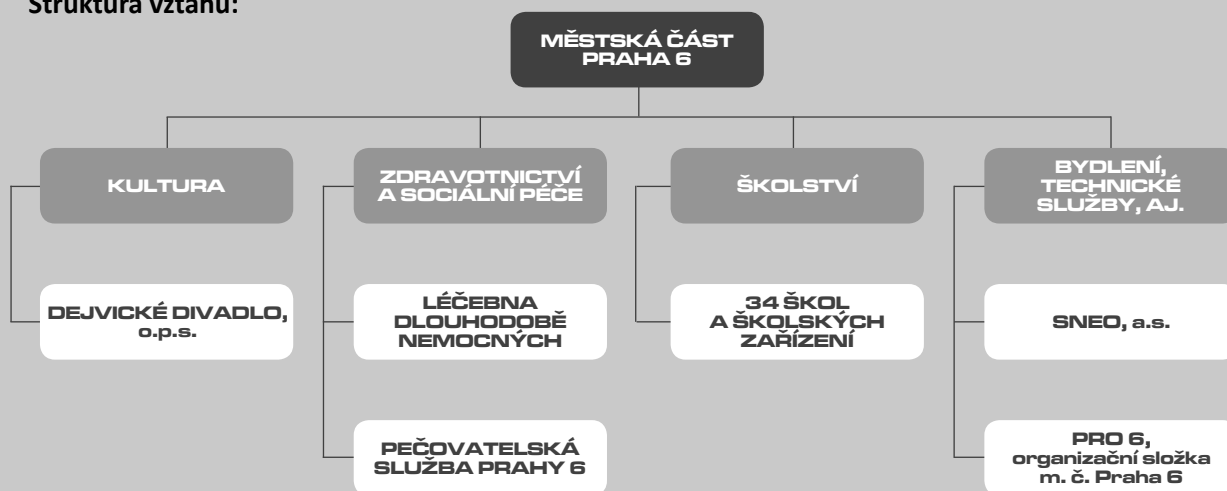 Struktura vztahů:
MĚSTSKÁ ČÁST
PRAHA 6
KULTURA
ZDRAVOTNICTVÍ
A SOCIÁLNÍ PÉČE
ŠKOLSTVÍ
BYDLENÍ,
TECHNICKÉ
SLUŽBY, AJ.
DEJVICKÉ DIVADLO,
o.p.s.
LÉČEBNA
DLOUHODOBĚ
NEMOCNÝCH
34 ŠKOL
A ŠKOLSKÝCH
ZAŘÍZENÍ
SNEO, a.s.
PEČOVATELSKÁ
SLUŽBA PRAHY 6
PRO 6,
organizační složka
m. č. Praha 6